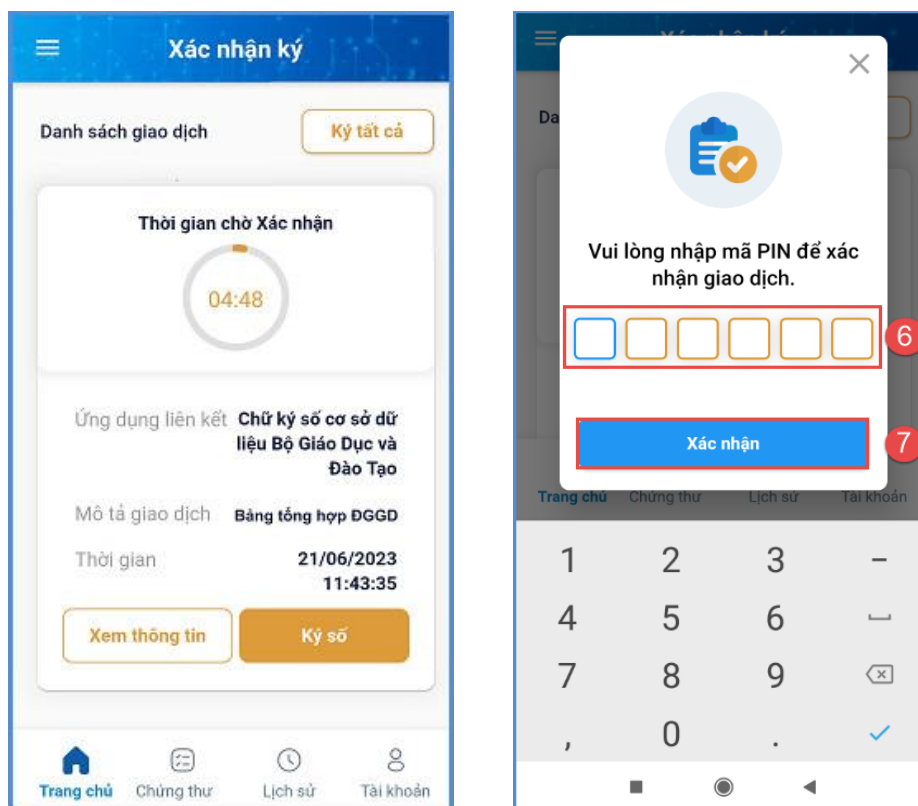 Xác nhận ký
Danh sách giao dịch
Ký tất cả
Thời gian chờ Xác nhận
04:48
Ứng dụng liên kết Chữ ký số cơ sở dữ
liệu Bộ Giáo Dục và
Đào Tạo
Mô tả giao dịch Bảng tổng hợp ĐGGD
Thời gian 21/06/2023
11:43:35
Xem thông tin
Ký số
Trang chủ Chứng thư Lịch sử Tài khoản
Da
Vui lòng nhập mã PIN để xác
nhận giao dịch.
6
Xác nhận
7
Trang chủ Chứng thư Lịch sử Tài khoản
1 2 3 –
4 5 6
7 8 9
, 0 .